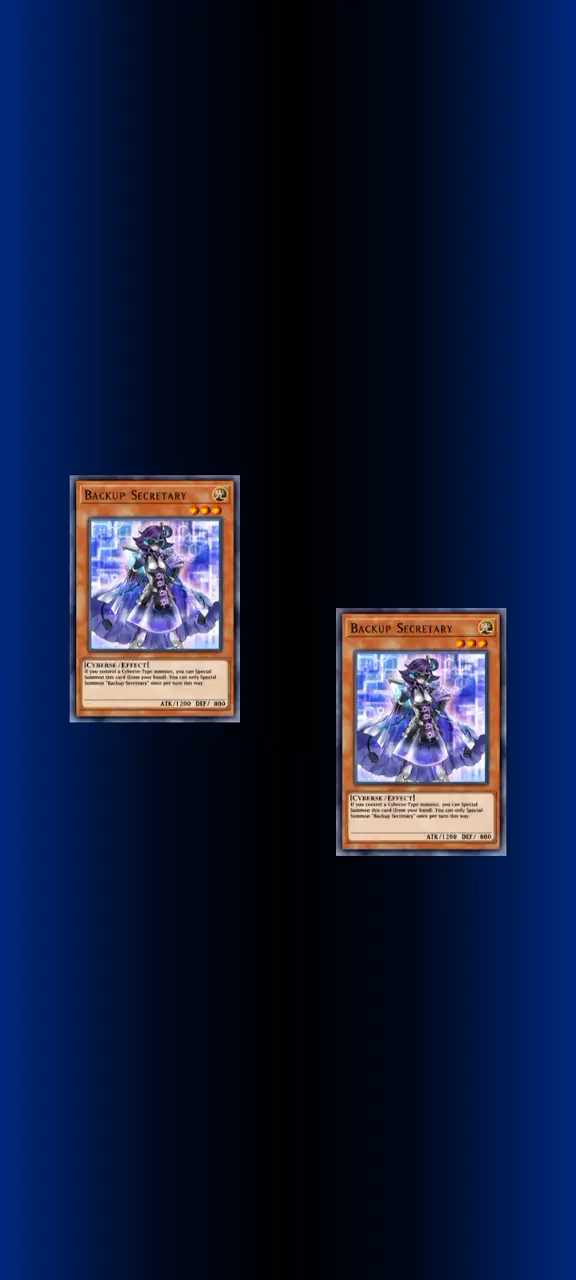 BACKUP SECRETARY
[CYBERSE/EFFECT]
If you control a Cyberse-Type monster, you can Special
Summon this card (from your hand). You can only Special
Summon "Backup Secretary" once per turn this way.
ATK/1200 DEF/ 800
BACKUP SECRETARY
[CYBERSE/EFFECT]
If you control a Cyberse-Type monster, you can Special
Summon this card (from your hand). You can only Special
Summon "Backup Secretary" once per turn this way.
ATK/1200 DEF/ 800